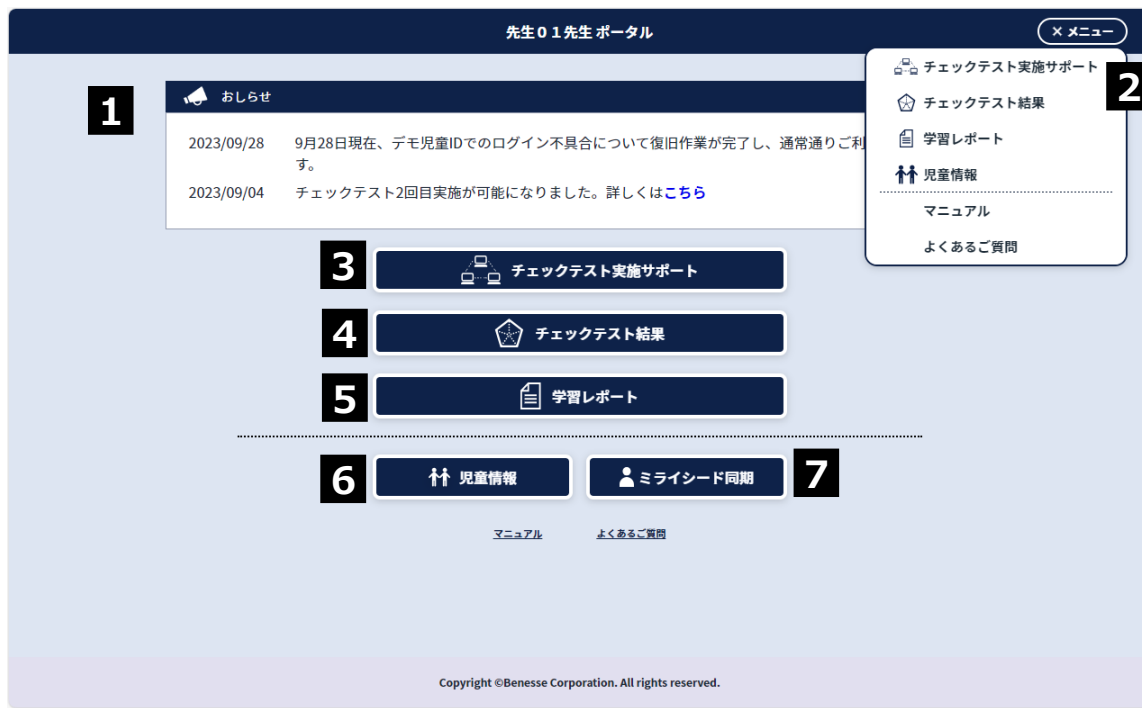 先生０１先生 ポータル
× メニュー
チェックテスト実施サポート
2
チェックテスト結果
学習レポート
児童情報
マニュアル
よくあるご質問
1
おしらせ
2023/09/28 9月28日現在、デモ児童IDでのログイン不具合について復旧作業が完了し、通常通りご利
す。
2023/09/04 チェックテスト2回目実施が可能になりました。詳しくはこちら
3 チェックテスト実施サポート
4 チェックテスト結果
5 学習レポート
6 児童情報 ミライシード同期 7
マニュアル よくあるご質問
Copyright ©Benesse Corporation. All rights reserved.